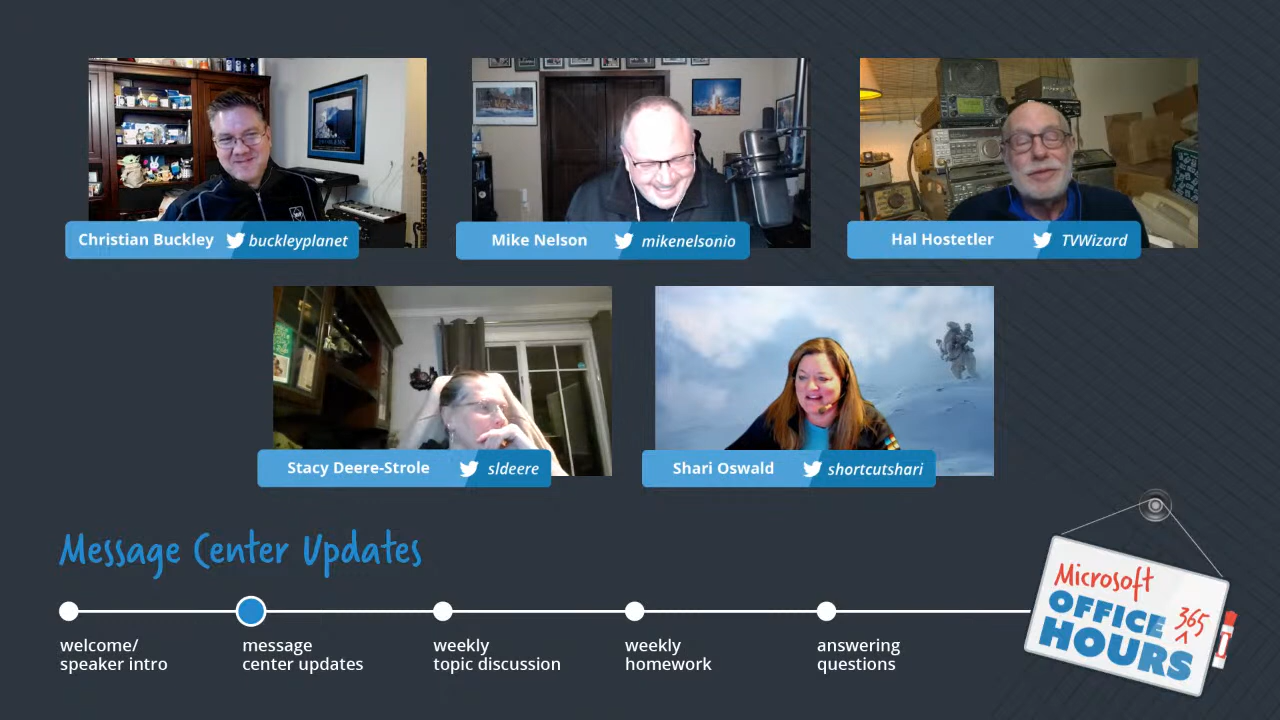 Christian Buckley buckleyplanet
Mike Nelson mikenelsonio
Hal Hostetler TVWizard
Stacy Deere-Strole sldeere
Shari Oswald shortcutshari
Message Center Updates
welcome/
speaker intro
message
center updates
weekly
topic discussion
weekly
homework
answering
questions
Microsoft
OFFICE 365
HOURS